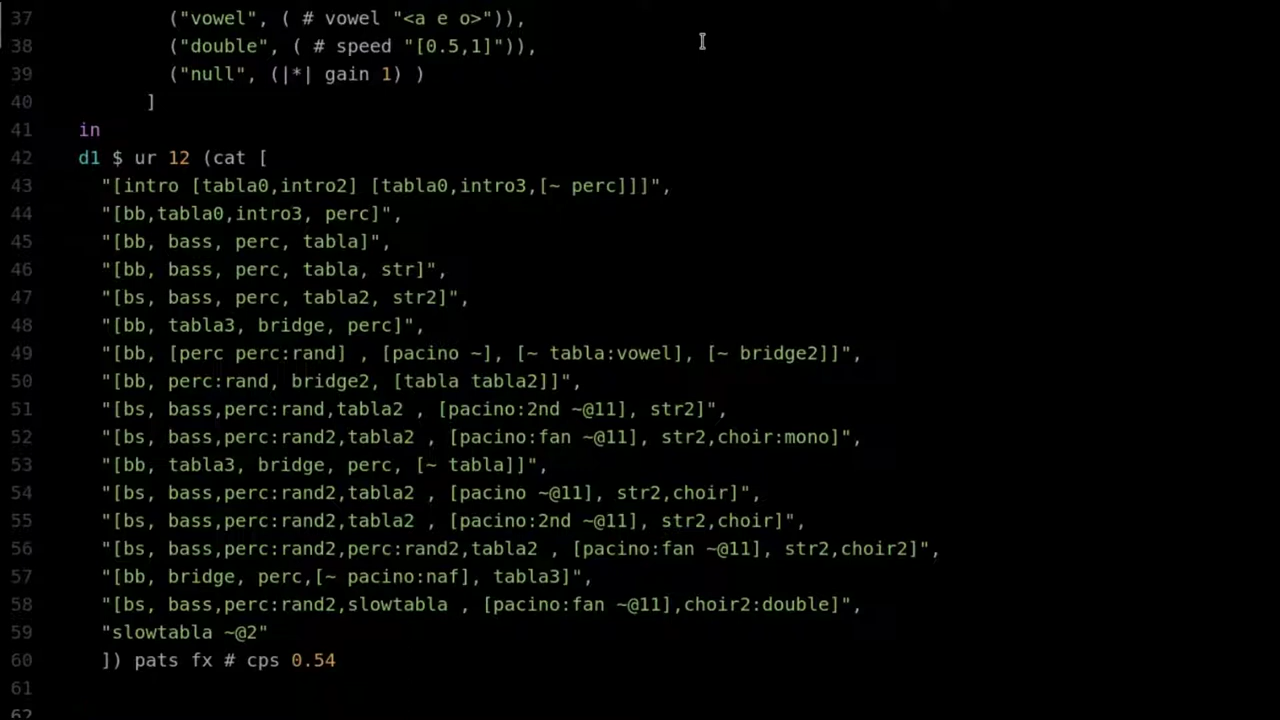 37 ("vowel", ( # vowel "<a e o>")),
38 ("double", ( # speed "[0.5,1]")),
39 ("null", (|*| gain 1) )
40 ]
41 in
42 d1 $ ur 12 (cat [
43 "[intro [tabla0,intro2] [tabla0,intro3,[~ perc]]]",
44 "[bb,tabla0,intro3, perc]",
45 "[bb, bass, perc, tabla]",
46 "[bb, bass, perc, tabla, str]",
47 "[bs, bass, perc, tabla2, str2]",
48 "[bb, tabla3, bridge, perc]",
49 "[bb, [perc perc:rand] , [pacino ~], [~ tabla:vowel], [~ bridge2]]",
50 "[bb, perc:rand, bridge2, [tabla tabla2]]",
51 "[bs, bass,perc:rand,tabla2 , [pacino:2nd ~@11], str2]",
52 "[bs, bass,perc:rand2,tabla2 , [pacino:fan ~@11], str2,choir:mono]",
53 "[bb, tabla3, bridge, perc, [~ tabla]]",
54 "[bs, bass,perc:rand2,tabla2 , [pacino ~@11], str2,choir]",
55 "[bs, bass,perc:rand2,tabla2 , [pacino:2nd ~@11], str2,choir]",
56 "[bs, bass,perc:rand2,perc:rand2,tabla2 , [pacino:fan ~@11], str2,choir2]",
57 "[bb, bridge, perc,[~ pacino:naf], tabla3]",
58 "[bs, bass,perc:rand2,slowtabla , [pacino:fan ~@11],choir2:double]",
59 "slowtabla ~@2"
60 ]) pats fx # cps 0.54
61
62